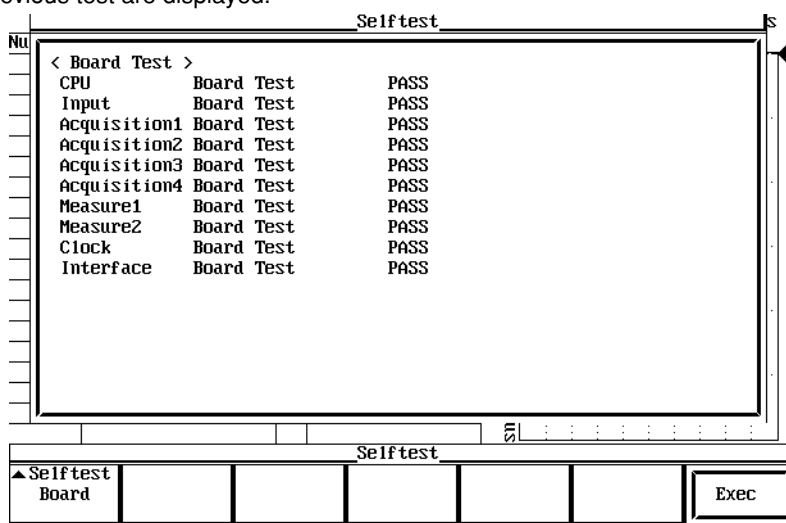 vious test are displayed.
Selftest
s
Nu
< Board Test >
CPU Board Test PASS
Input Board Test PASS
Acquisition1 Board Test PASS
Acquisition2 Board Test PASS
Acquisition3 Board Test PASS
Acquisition4 Board Test PASS
Measure1 Board Test PASS
Measure2 Board Test PASS
Clock Board Test PASS
Interface Board Test PASS
Selftest
Selftest
Board
Exec